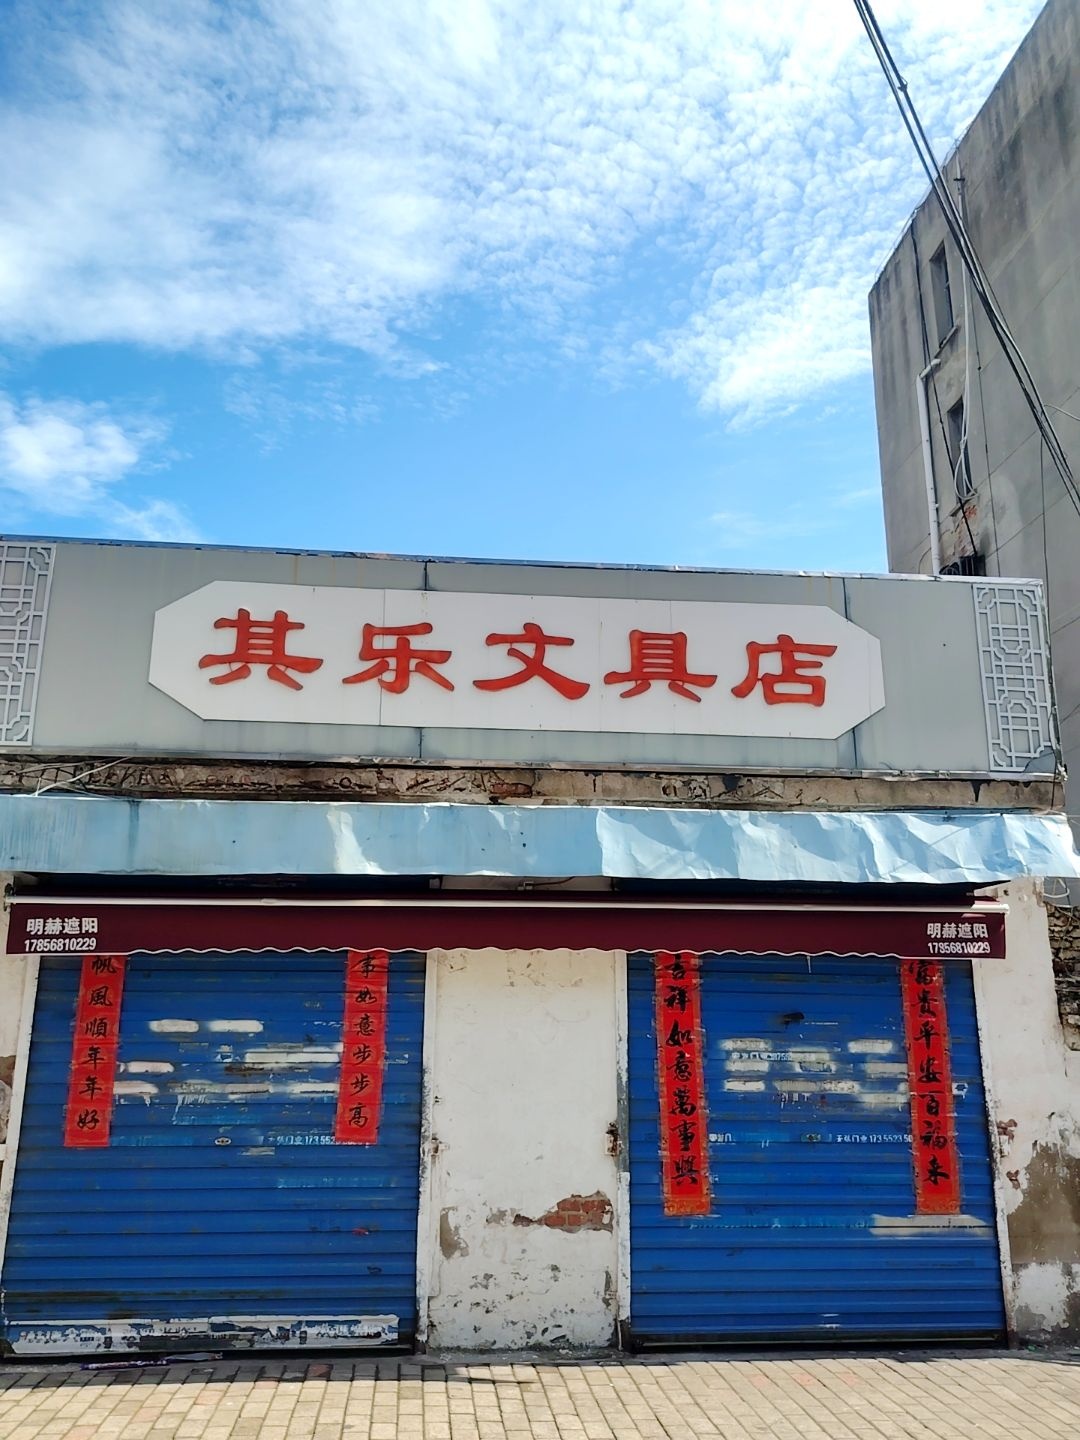 其乐文具店
明赫遮阳
17856810229
明赫遮阳
17856810229
帆風順年年好
事如意步步高
吉祥如意萬事興
富贵平安百福来